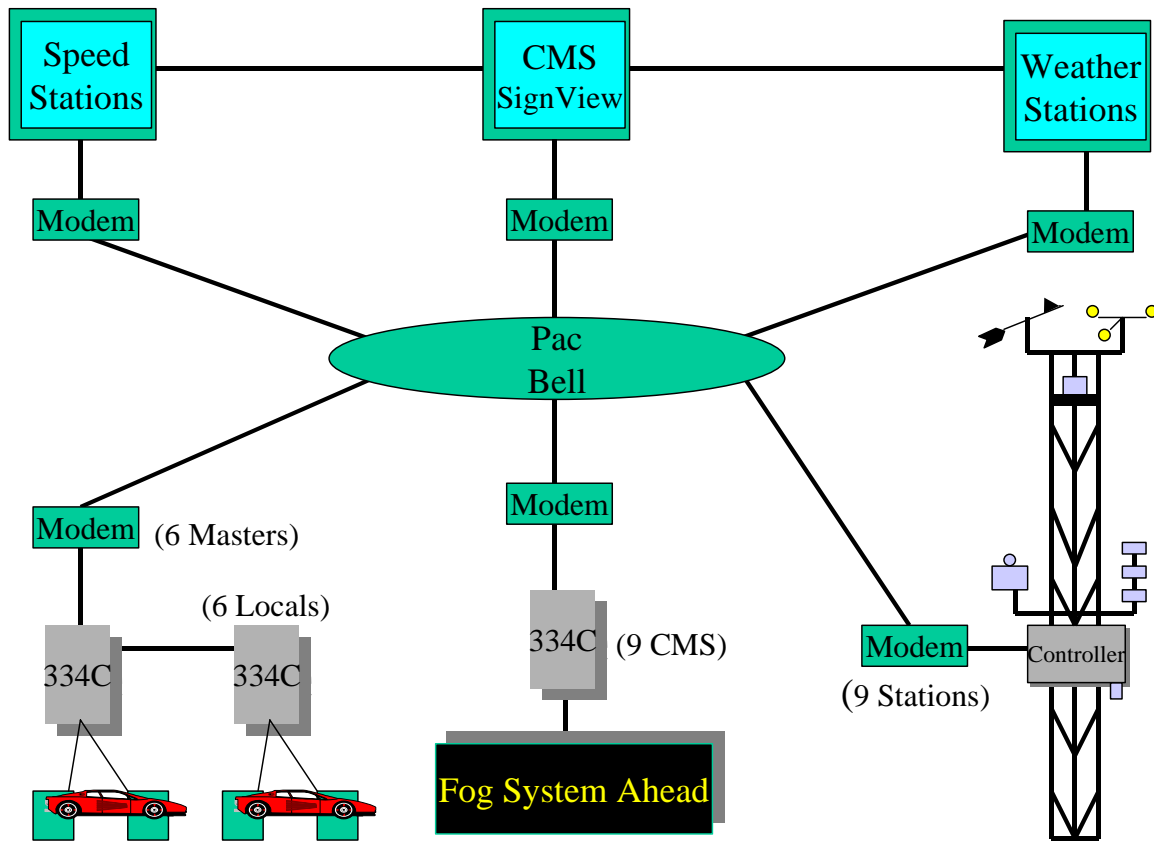 Speed
Stations
CMS
SignView
Weather
Stations
Modem
Modem
Modem
Pac
Bell
Modem
(6 Masters)
Modem
(6 Locals)
334C
334C
334C
(9 CMS)
Modem
(9 Stations)
Controller
Fog System Ahead